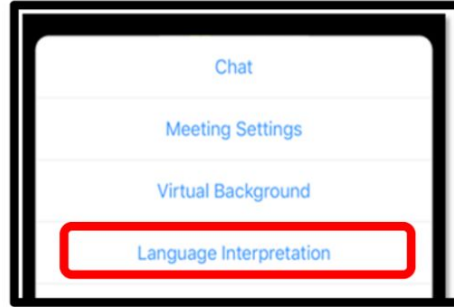 Chat
Meeting Settings
Virtual Background
Language Interpretation